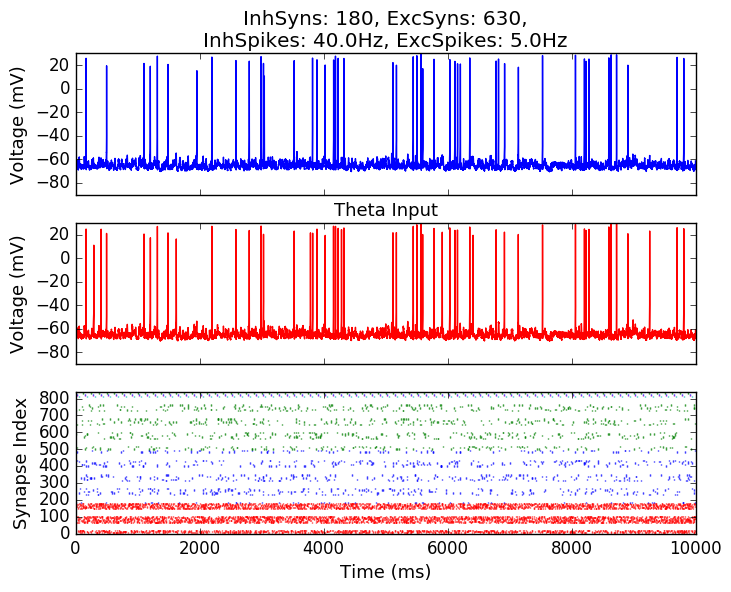 InhSyns: 180, ExcSyns: 630,
InhSpikes: 40.0Hz, ExcSpikes: 5.0Hz
20
0
−20
−40
−60
−80
Voltage (mV)
Theta Input
20
0
−20
−40
−60
−80
Voltage (mV)
800
700
600
500
400
300
200
100
0
Synapse Index
0 2000 4000 6000 8000 10000
Time (ms)